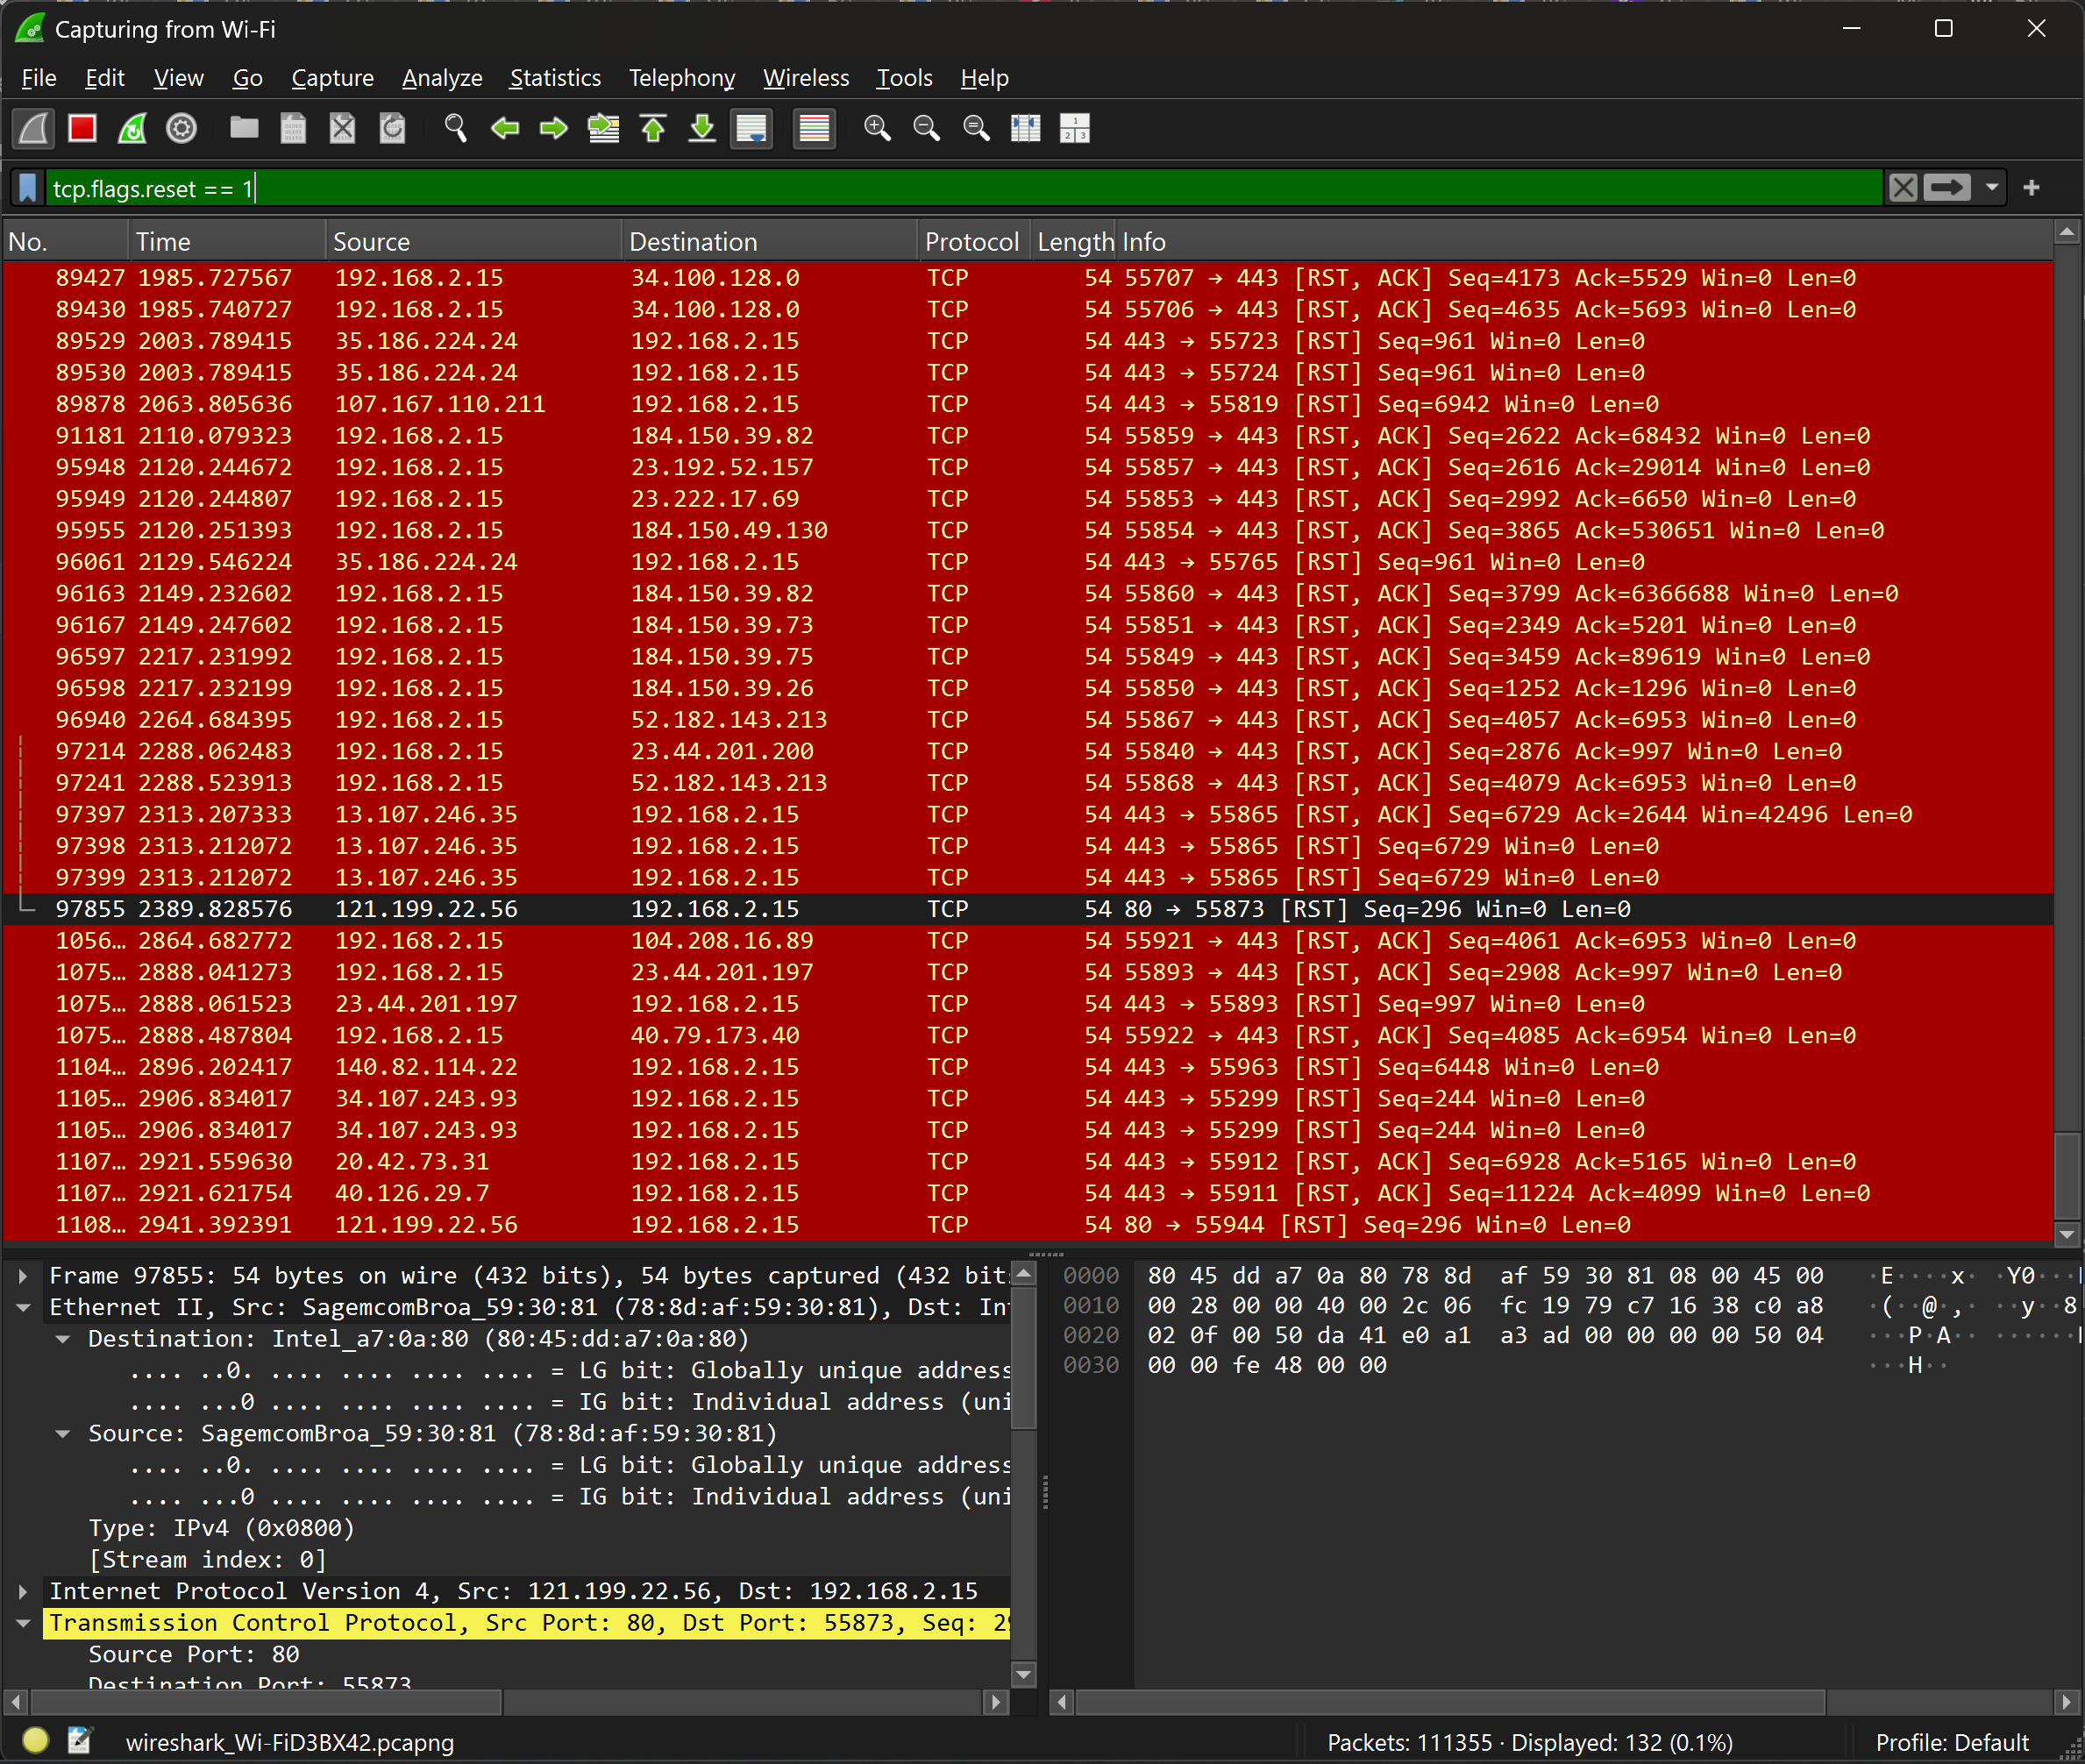 Capturing from Wi-Fi
File Edit View Go Capture Analyze Statistics Telephony Wireless Tools Help
tcp.flags.reset == 1
No. Time Source Destination Protocol Length Info
89427 1985.727567 192.168.2.15 34.100.128.0 TCP 54 55707 → 443 [RST, ACK] Seq=4173 Ack=5529 Win=0 Len=0
89430 1985.740727 192.168.2.15 34.100.128.0 TCP 54 55706 → 443 [RST, ACK] Seq=4635 Ack=5693 Win=0 Len=0
89529 2003.789415 35.186.224.24 192.168.2.15 TCP 54 443 → 55723 [RST] Seq=961 Win=0 Len=0
89530 2003.789415 35.186.224.24 192.168.2.15 TCP 54 443 → 55724 [RST] Seq=961 Win=0 Len=0
89878 2063.805636 107.167.110.211 192.168.2.15 TCP 54 443 → 55819 [RST] Seq=6942 Win=0 Len=0
91181 2110.079323 192.168.2.15 184.150.39.82 TCP 54 55859 → 443 [RST, ACK] Seq=2622 Ack=68432 Win=0 Len=0
95948 2120.244672 192.168.2.15 23.192.52.157 TCP 54 55857 → 443 [RST, ACK] Seq=2616 Ack=29014 Win=0 Len=0
95949 2120.244807 192.168.2.15 23.222.17.69 TCP 54 55853 → 443 [RST, ACK] Seq=2992 Ack=6650 Win=0 Len=0
95955 2120.251393 192.168.2.15 184.150.49.130 TCP 54 55854 → 443 [RST, ACK] Seq=3865 Ack=530651 Win=0 Len=0
96061 2129.546224 35.186.224.24 192.168.2.15 TCP 54 443 → 55765 [RST] Seq=961 Win=0 Len=0
96163 2149.232602 192.168.2.15 184.150.39.82 TCP 54 55860 → 443 [RST, ACK] Seq=3799 Ack=6366688 Win=0 Len=0
96167 2149.247602 192.168.2.15 184.150.39.73 TCP 54 55851 → 443 [RST, ACK] Seq=2349 Ack=5201 Win=0 Len=0
96597 2217.231992 192.168.2.15 184.150.39.75 TCP 54 55849 → 443 [RST, ACK] Seq=3459 Ack=89619 Win=0 Len=0
96598 2217.232199 192.168.2.15 184.150.39.26 TCP 54 55850 → 443 [RST, ACK] Seq=1252 Ack=1296 Win=0 Len=0
96940 2264.684395 192.168.2.15 52.182.143.213 TCP 54 55867 → 443 [RST, ACK] Seq=4057 Ack=6953 Win=0 Len=0
97214 2288.062483 192.168.2.15 23.44.201.200 TCP 54 55840 → 443 [RST, ACK] Seq=2876 Ack=997 Win=0 Len=0
97241 2288.523913 192.168.2.15 52.182.143.213 TCP 54 55868 → 443 [RST, ACK] Seq=4079 Ack=6953 Win=0 Len=0
97397 2313.207333 13.107.246.35 192.168.2.15 TCP 54 443 → 55865 [RST, ACK] Seq=6729 Ack=2644 Win=42496 Len=0
97398 2313.212072 13.107.246.35 192.168.2.15 TCP 54 443 → 55865 [RST] Seq=6729 Win=0 Len=0
97399 2313.212072 13.107.246.35 192.168.2.15 TCP 54 443 → 55865 [RST] Seq=6729 Win=0 Len=0
97855 2389.828576 121.199.22.56 192.168.2.15 TCP 54 80 → 55873 [RST] Seq=296 Win=0 Len=0
1056… 2864.682772 192.168.2.15 104.208.16.89 TCP 54 55921 → 443 [RST, ACK] Seq=4061 Ack=6953 Win=0 Len=0
1075… 2888.041273 192.168.2.15 23.44.201.197 TCP 54 55893 → 443 [RST, ACK] Seq=2908 Ack=997 Win=0 Len=0
1075… 2888.061523 23.44.201.197 192.168.2.15 TCP 54 443 → 55893 [RST] Seq=997 Win=0 Len=0
1075… 2888.487804 192.168.2.15 40.79.173.40 TCP 54 55922 → 443 [RST, ACK] Seq=4085 Ack=6954 Win=0 Len=0
1104… 2896.202417 140.82.114.22 192.168.2.15 TCP 54 443 → 55963 [RST] Seq=6448 Win=0 Len=0
1105… 2906.834017 34.107.243.93 192.168.2.15 TCP 54 443 → 55299 [RST] Seq=244 Win=0 Len=0
1105… 2906.834017 34.107.243.93 192.168.2.15 TCP 54 443 → 55299 [RST] Seq=244 Win=0 Len=0
1107… 2921.559630 20.42.73.31 192.168.2.15 TCP 54 443 → 55912 [RST, ACK] Seq=6928 Ack=5165 Win=0 Len=0
1107… 2921.621754 40.126.29.7 192.168.2.15 TCP 54 443 → 55911 [RST, ACK] Seq=11224 Ack=4099 Win=0 Len=0
1108… 2941.392391 121.199.22.56 192.168.2.15 TCP 54 80 → 55944 [RST] Seq=296 Win=0 Len=0
Frame 97855: 54 bytes on wire (432 bits), 54 bytes captured (432 bit
Ethernet II, Src: SagemcomBroa_59:30:81 (78:8d:af:59:30:81), Dst: In
Destination: Intel_a7:0a:80 (80:45:dd:a7:0a:80)
.... ..0. .... .... .... .... = LG bit: Globally unique address
.... ...0 .... .... .... .... = IG bit: Individual address (uni
Source: SagemcomBroa_59:30:81 (78:8d:af:59:30:81)
.... ..0. .... .... .... .... = LG bit: Globally unique address
.... ...0 .... .... .... .... = IG bit: Individual address (uni
Type: IPv4 (0x0800)
[Stream index: 0]
Internet Protocol Version 4, Src: 121.199.22.56, Dst: 192.168.2.15
Transmission Control Protocol, Src Port: 80, Dst Port: 55873, Seq: 29
Source Port: 80
Destination Port: 55873
0000 80 45 dd a7 0a 80 78 8d af 59 30 81 08 00 45 00 ·E····x· ·Y0···
0010 00 28 00 00 40 00 2c 06 fc 19 79 c7 16 38 c0 a8 ·(··@·,· ··y··8
0020 02 0f 00 50 da 41 e0 a1 a3 ad 00 00 00 00 50 04 ···P·A·· ······
0030 00 00 fe 48 00 00 ···H··
wireshark_Wi-FiD3BX42.pcapng
Packets: 111355 · Displayed: 132 (0.1%)
Profile: Default